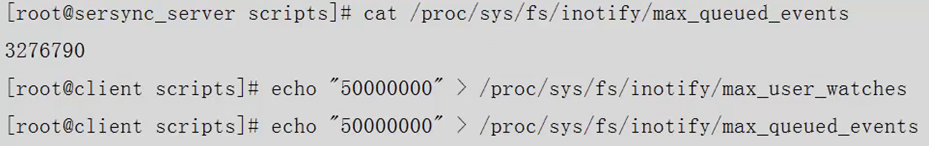 [root@sersync_server scripts]# cat /proc/sys/fs/inotify/max_queued_events
3276790
[root@client scripts]# echo "50000000" > /proc/sys/fs/inotify/max_user_watches
[root@client scripts]# echo "50000000" > /proc/sys/fs/inotify/max_queued_events